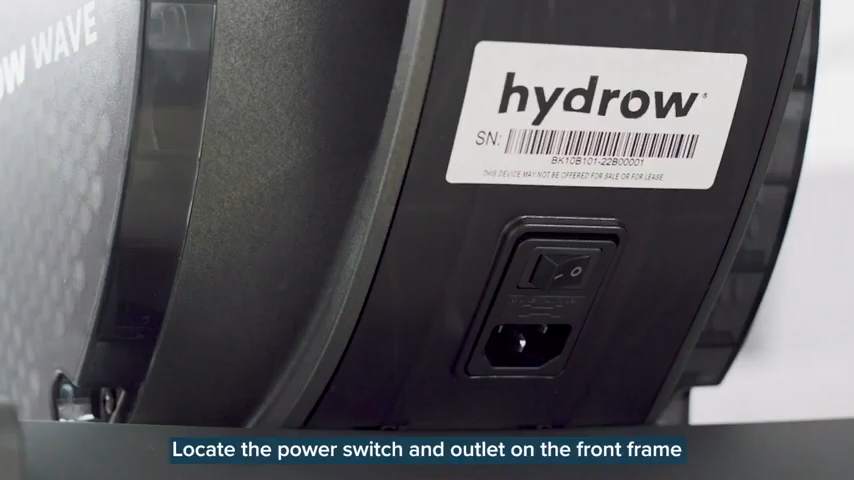 OW WAVE
hydrow
SN:
BK10B101-22B00001
THIS DEVICE MAY NOT BE OFFERED FOR SALE OR FOR LEASE
Locate the power switch and outlet on the front frame